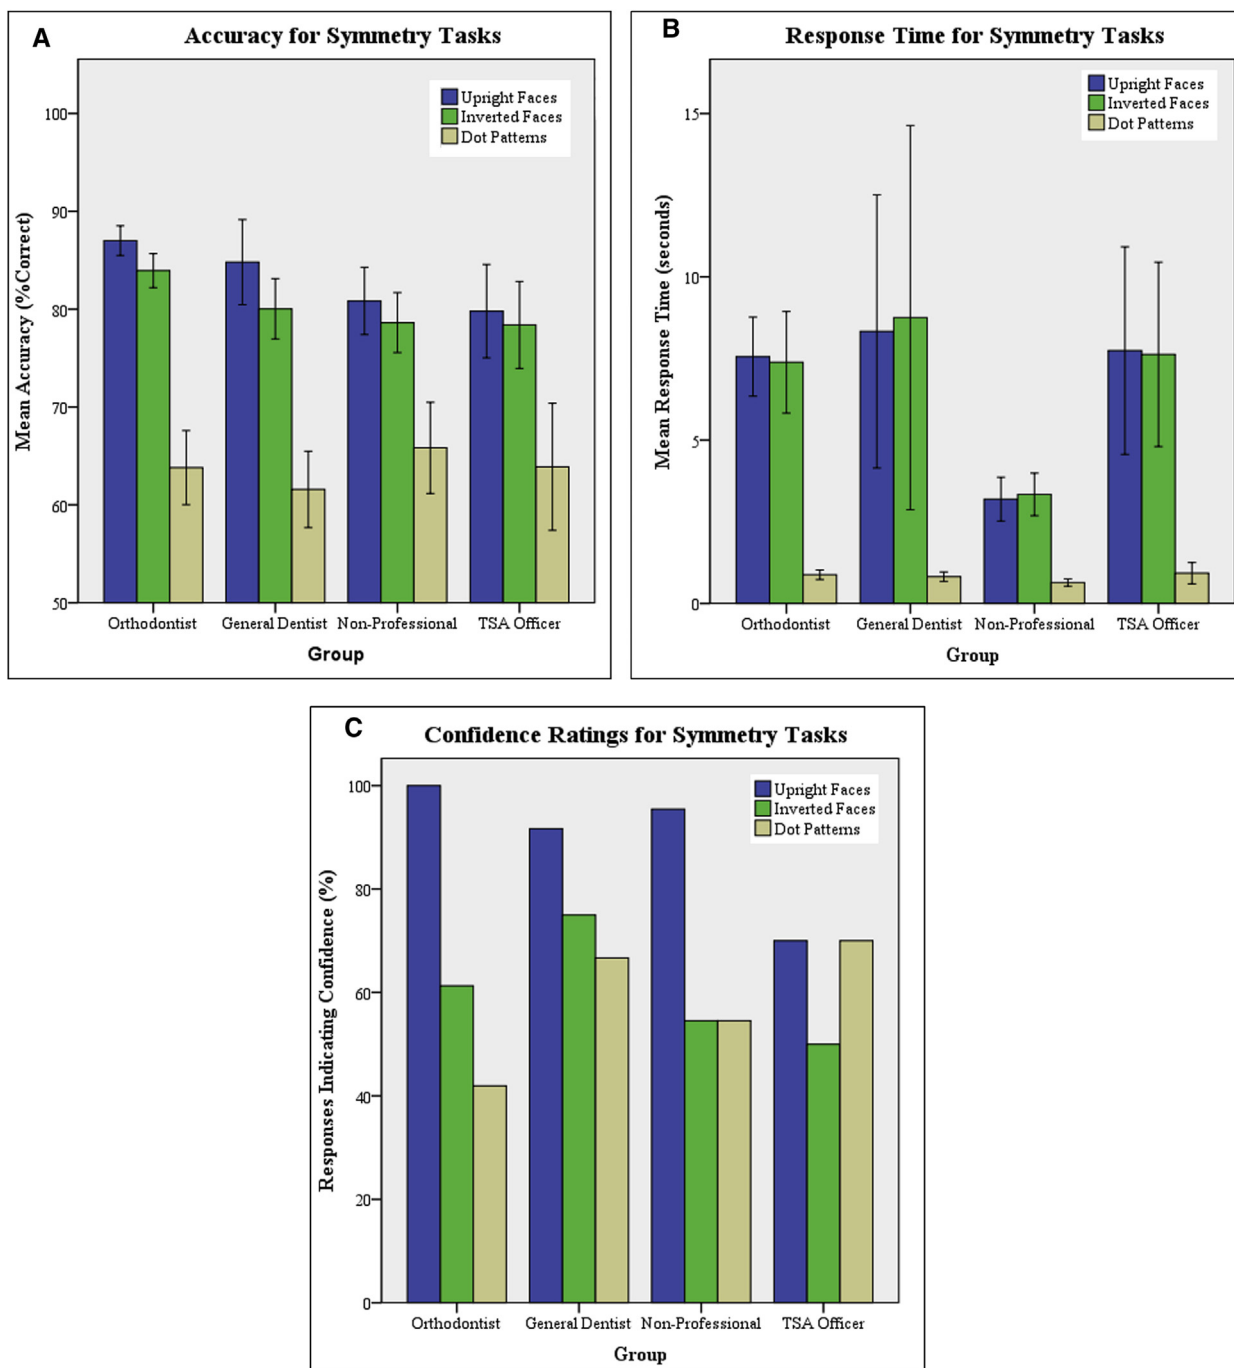 A
Accuracy for Symmetry Tasks
Upright Faces
Inverted Faces
Dot Patterns
Mean Accuracy (%Correct)
100
90
80
70
60
50
Orthodontist
General Dentist
Non-Professional
TSA Officer
Group
B
Response Time for Symmetry Tasks
Upright Faces
Inverted Faces
Dot Patterns
Mean Response Time (seconds)
15
10
5
0
Orthodontist
General Dentist
Non-Professional
TSA Officer
Group
C
Confidence Ratings for Symmetry Tasks
Upright Faces
Inverted Faces
Dot Patterns
Responses Indicating Confidence (%)
100
80
60
40
20
0
Orthodontist
General Dentist
Non-Professional
TSA Officer
Group